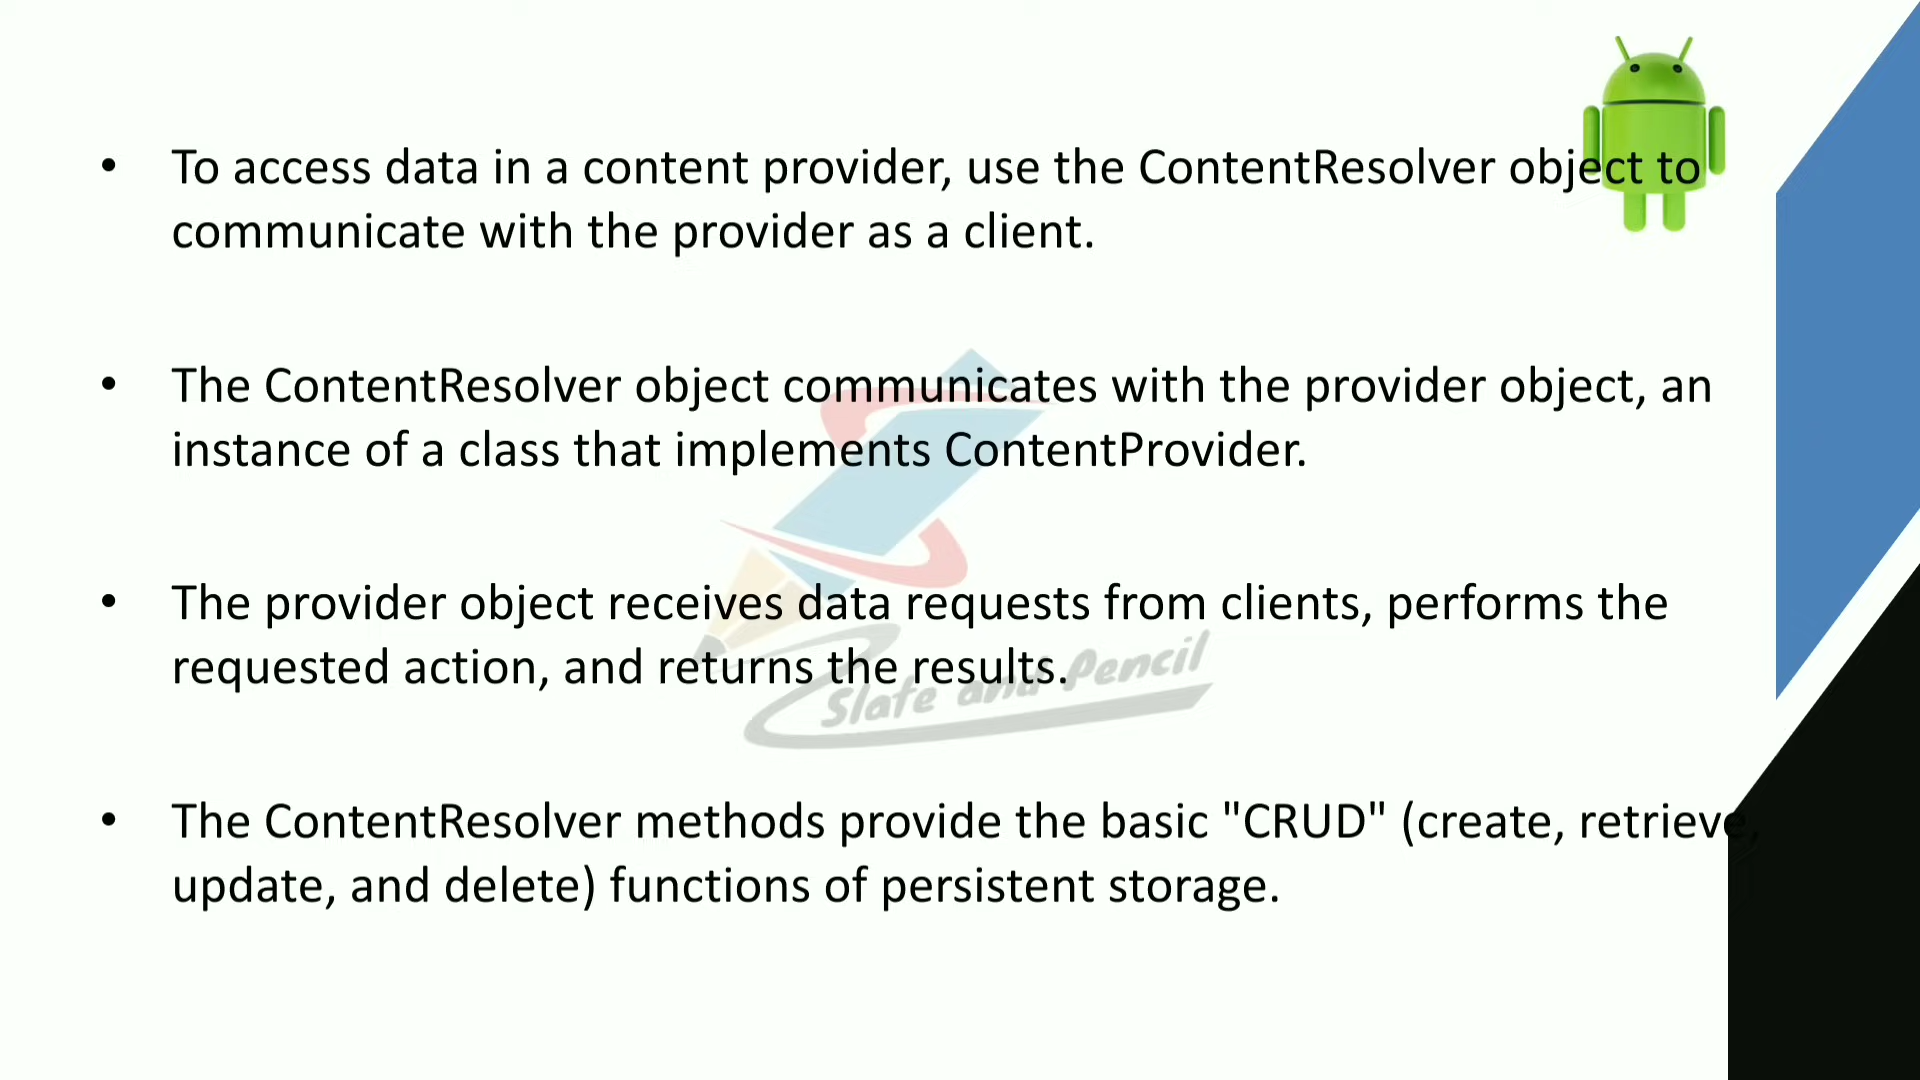 • To access data in a content provider, use the ContentResolver object to
communicate with the provider as a client.
• The ContentResolver object communicates with the provider object, an
instance of a class that implements ContentProvider.
• The provider object receives data requests from clients, performs the
requested action, and returns the results.
Slate and Pencil
• The ContentResolver methods provide the basic "CRUD" (create, retrieve,
update, and delete) functions of persistent storage.